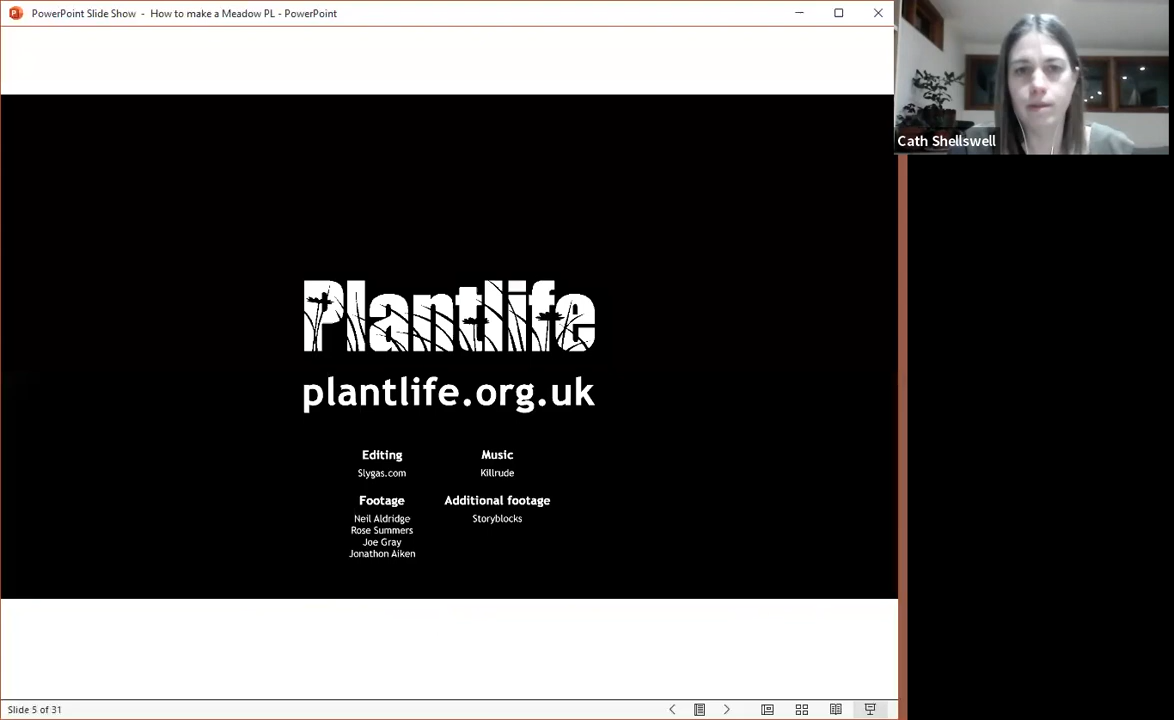 PowerPoint Slide Show - How to make a Meadow PL - PowerPoint
Cath Shellswell
Plantlife
plantlife.org.uk
Editing
Slygas.com
Music
Killrude
Footage
Neil Aldridge
Rose Summers
Joe Gray
Jonathon Aiken
Additional footage
Storyblocks
Slide 5 of 31